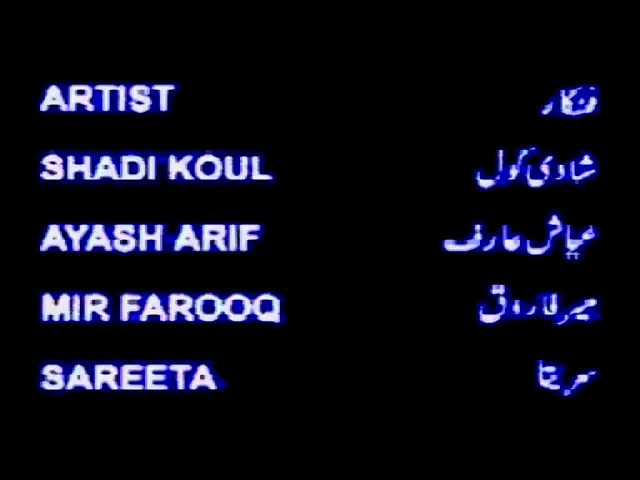 ARTIST فنکار
SHADI KOUL شادی کول
AYASH ARIF عیاش عارف
MIR FAROOQ میر فاروق
SAREETA سریتا